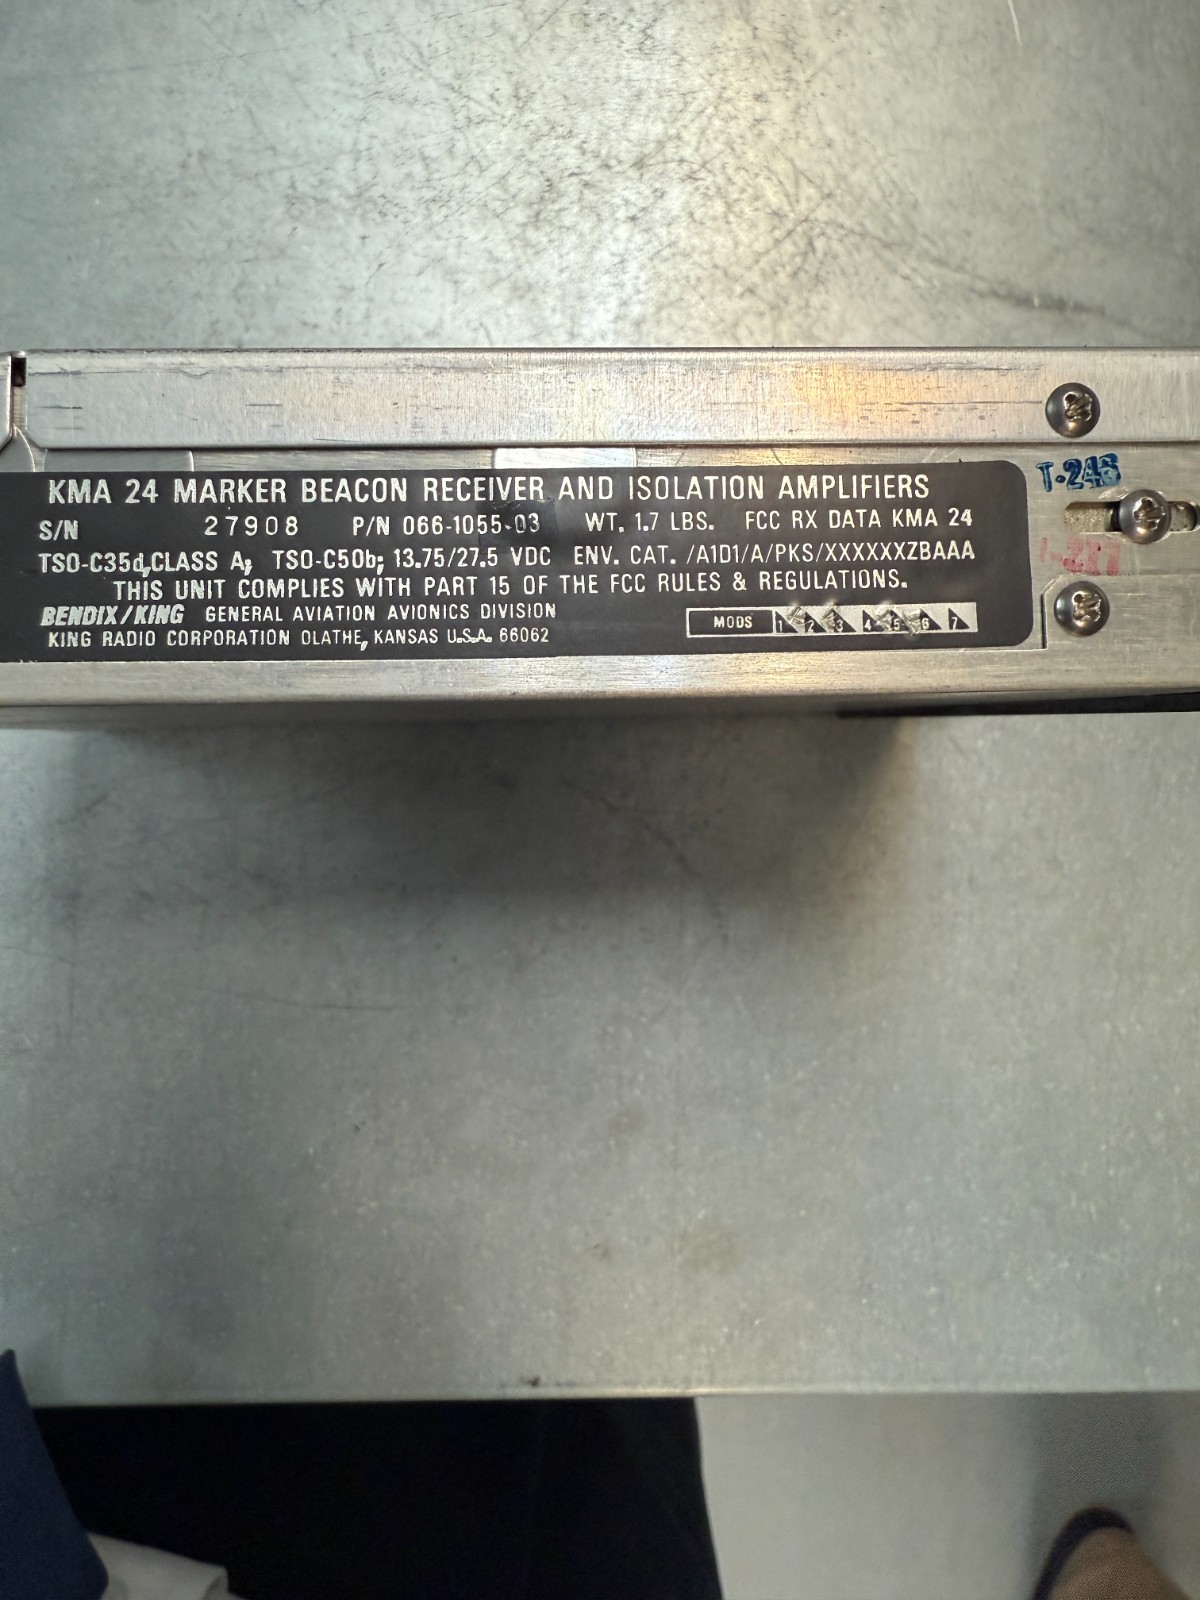 KMA 24 MARKER BEACON RECEIVER AND ISOLATION AMPLIFIERS
S/N 27908 P/N 066-1055-03 WT. 1.7 LBS. FCC RX DATA KMA 24
TSO-C35d, CLASS A; TSO-C50b; 13.75/27.5 VDC ENV. CAT. /A1D1/A/PKS/XXXXXXZBAAA
THIS UNIT COMPLIES WITH PART 15 OF THE FCC RULES & REGULATIONS.
BENDIX/KING GENERAL AVIATION AVIONICS DIVISION
KING RADIO CORPORATION OLATHE, KANSAS U.S.A. 66062
MODS 1 2 3 4 5 6 7
T-246